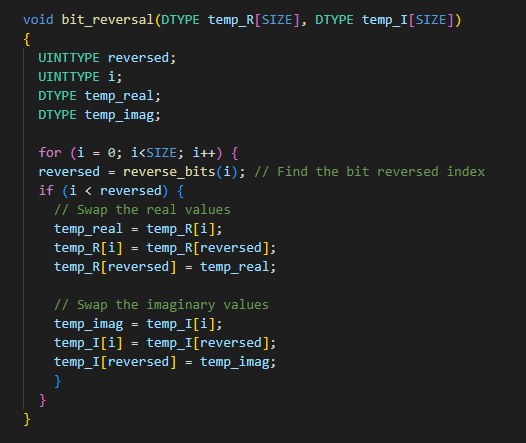 void bit_reversal(DTYPE temp_R[SIZE], DTYPE temp_I[SIZE])
{
  UINTTYPE reversed;
  UINTTYPE i;
  DTYPE temp_real;
  DTYPE temp_imag;

  for (i = 0; i<SIZE; i++) {
  reversed = reverse_bits(i); // Find the bit reversed index
  if (i < reversed) {
    // Swap the real values
    temp_real = temp_R[i];
    temp_R[i] = temp_R[reversed];
    temp_R[reversed] = temp_real;

    // Swap the imaginary values
    temp_imag = temp_I[i];
    temp_I[i] = temp_I[reversed];
    temp_I[reversed] = temp_imag;
    }
  }
}